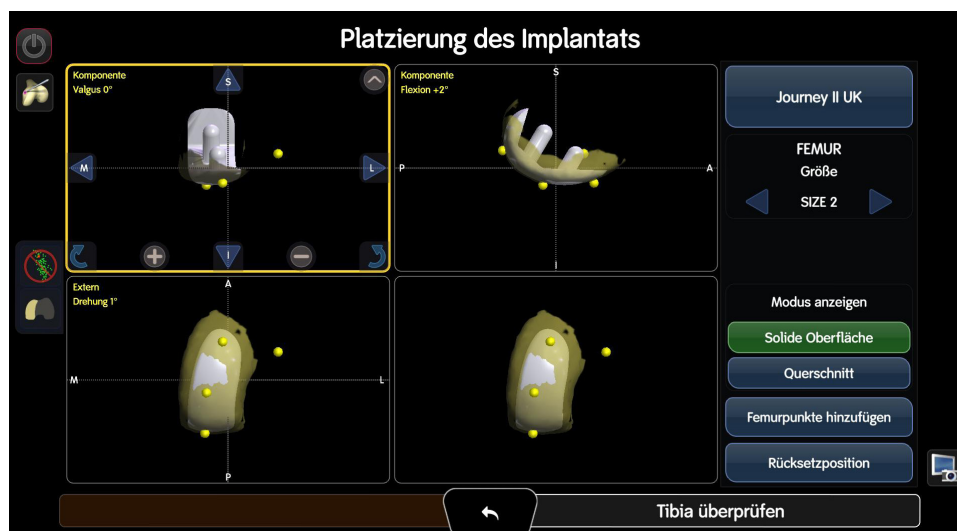 Platzierung des Implantats
Komponente
Valgus 0°
S
M
L
I
Komponente
Flexion +2°
S
P
A
I
Extern
Drehung 1°
A
M
L
P
Journey II UK
FEMUR
Größe
SIZE 2
Modus anzeigen
Solide Oberfläche
Querschnitt
Femurpunkte hinzufügen
Rücksetzposition
Tibia überprüfen